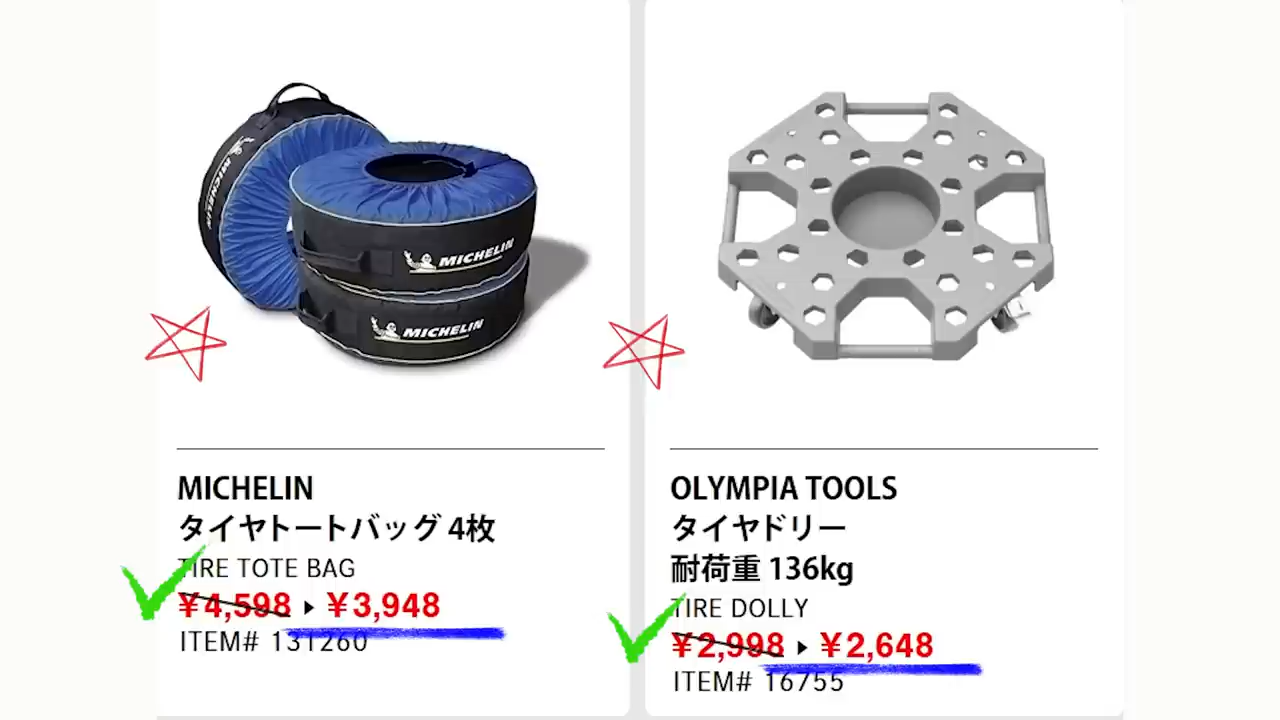 MICHELIN
MICHELIN
MICHELIN
MICHELIN
タイヤトートバッグ 4枚
TIRE TOTE BAG
¥4,598 ▶ ¥3,948
ITEM# 131260
OLYMPIA TOOLS
タイヤドリー
耐荷重 136kg
TIRE DOLLY
¥2,998 ▶ ¥2,648
ITEM# 16755